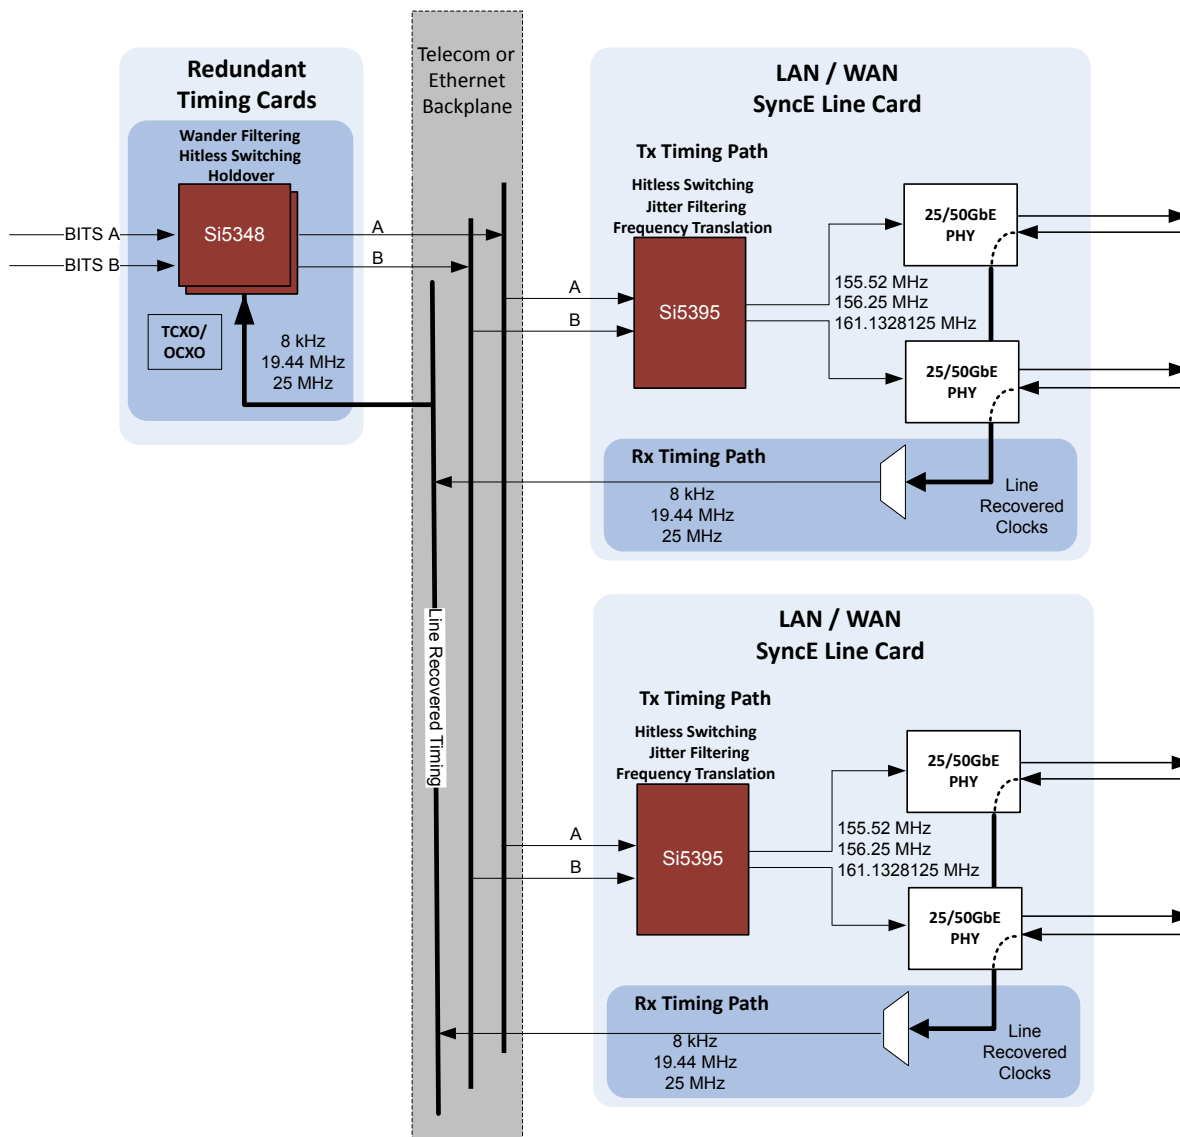 Redundant
Timing Cards
Wander Filtering
Hitless Switching
Holdover
Si5348
BITS A
BITS B
TCXO/
OCXO
8 kHz
19.44 MHz
25 MHz
Telecom or
Ethernet
Backplane
A
B
Line Recovered Timing
LAN / WAN
SyncE Line Card
Tx Timing Path
Hitless Switching
Jitter Filtering
Frequency Translation
A
B
Si5395
155.52 MHz
156.25 MHz
161.1328125 MHz
25/50GbE
PHY
25/50GbE
PHY
Rx Timing Path
8 kHz
19.44 MHz
25 MHz
Line
Recovered
Clocks
LAN / WAN
SyncE Line Card
Tx Timing Path
Hitless Switching
Jitter Filtering
Frequency Translation
A
B
Si5395
155.52 MHz
156.25 MHz
161.1328125 MHz
25/50GbE
PHY
25/50GbE
PHY
Rx Timing Path
8 kHz
19.44 MHz
25 MHz
Line
Recovered
Clocks